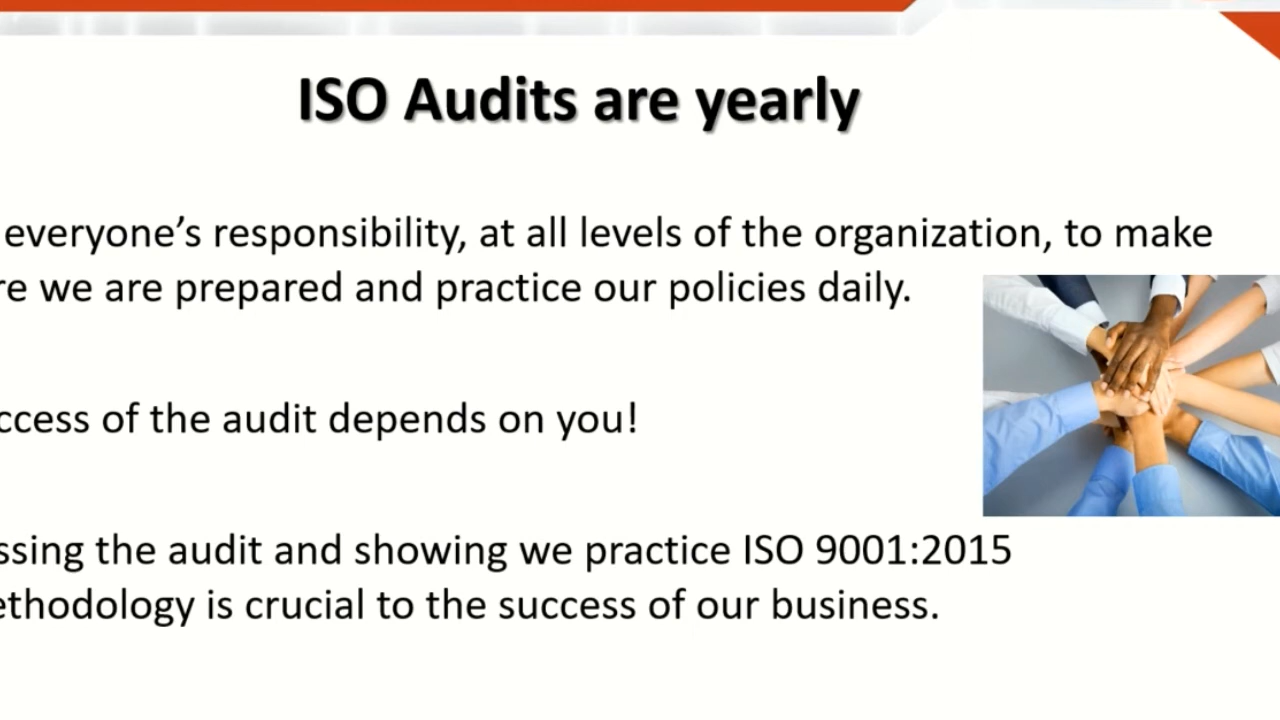 ISO Audits are yearly
everyone’s responsibility, at all levels of the organization, to make
re we are prepared and practice our policies daily.
ccess of the audit depends on you!
ssing the audit and showing we practice ISO 9001:2015
ethodology is crucial to the success of our business.